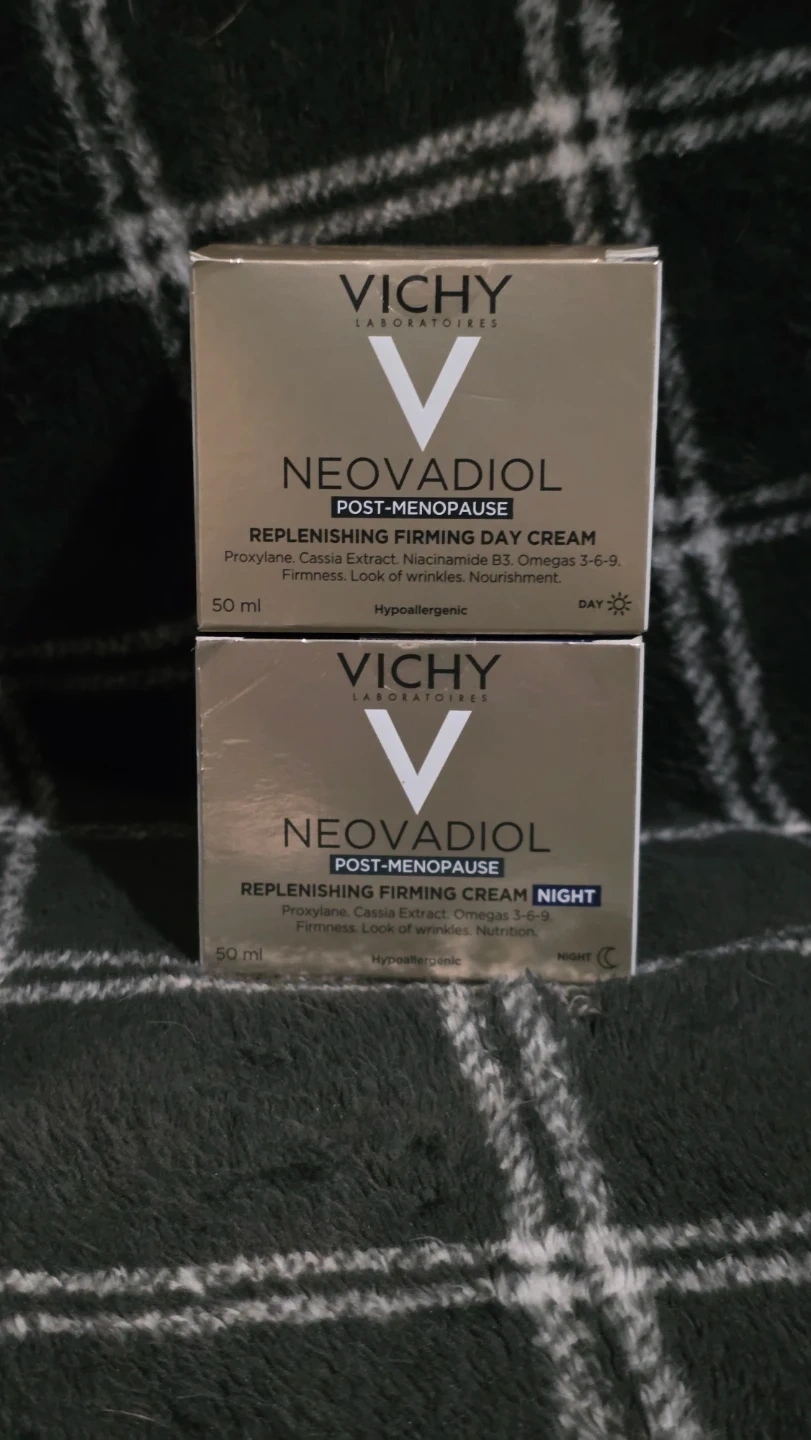 VICHY
LABORATOIRES
V
NEOVADIOL
POST-MENOPAUSE
REPLENISHING FIRMING DAY CREAM
Proxylane. Cassia Extract. Niacinamide B3. Omegas 3-6-9.
Firmness. Look of wrinkles. Nourishment.
50 ml Hypoallergenic DAY
VICHY
LABORATOIRES
V
NEOVADIOL
POST-MENOPAUSE
REPLENISHING FIRMING CREAM NIGHT
Proxylane. Cassia Extract. Omegas 3-6-9.
Firmness. Look of wrinkles. Nutrition.
50 ml Hypoallergenic NIGHT